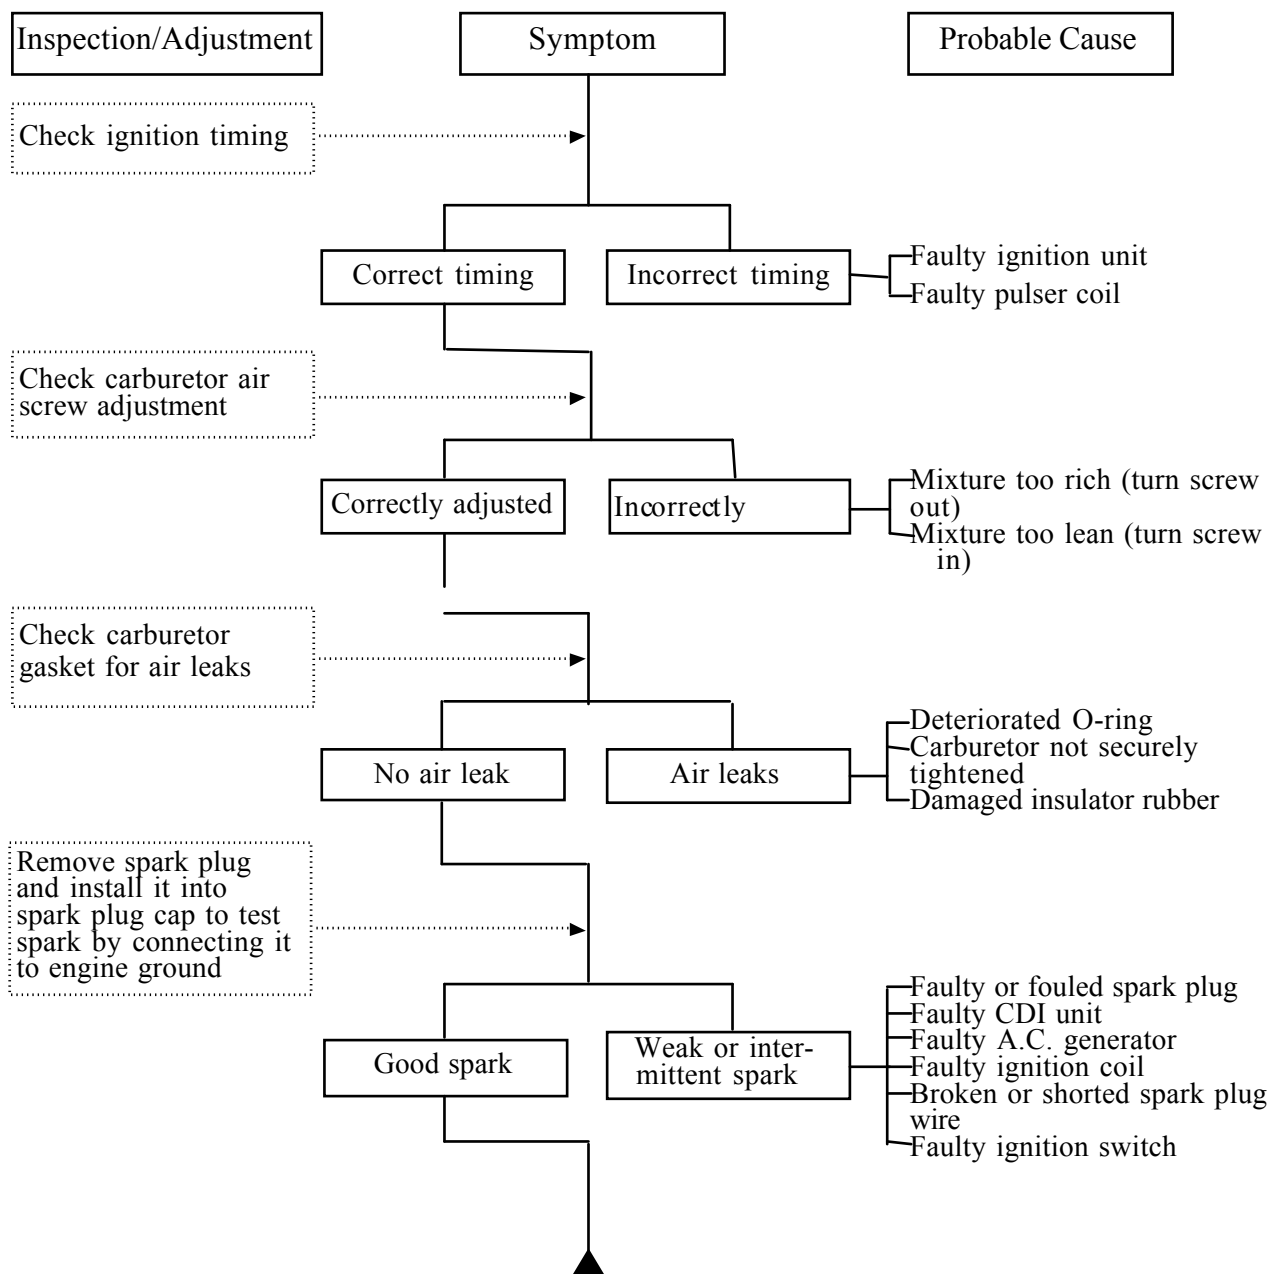 Inspection/Adjustment
Symptom
Probable Cause
Check ignition timing
Correct timing
Incorrect timing
Faulty ignition unit
Faulty pulser coil
Check carburetor air
screw adjustment
Correctly adjusted
Incorrectly
Mixture too rich (turn screw
out)
Mixture too lean (turn screw
in)
Check carburetor
gasket for air leaks
No air leak
Air leaks
Deteriorated O-ring
Carburetor not securely
tightened
Damaged insulator rubber
Remove spark plug
and install it into
spark plug cap to test
spark by connecting it
to engine ground
Good spark
Weak or inter-
mittent spark
Faulty or fouled spark plug
Faulty CDI unit
Faulty A.C. generator
Faulty ignition coil
Broken or shorted spark plug
wire
Faulty ignition switch